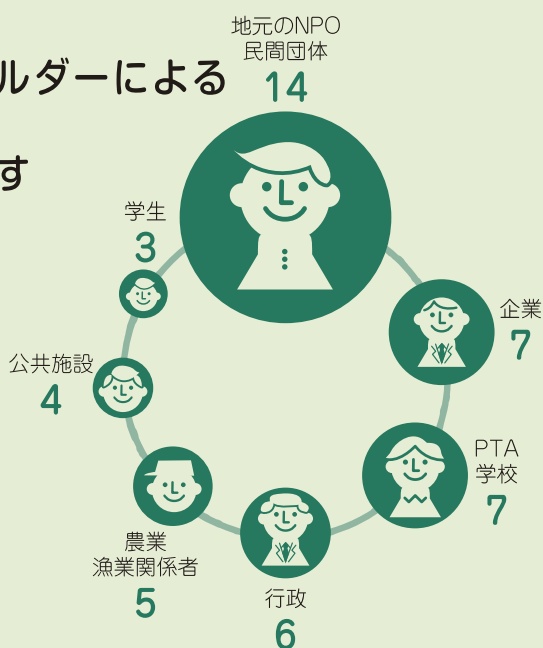 ルダーによる
す
地元のNPO
民間団体
14
企業
7
PTA
学校
7
行政
6
農業
漁業関係者
5
公共施設
4
学生
3